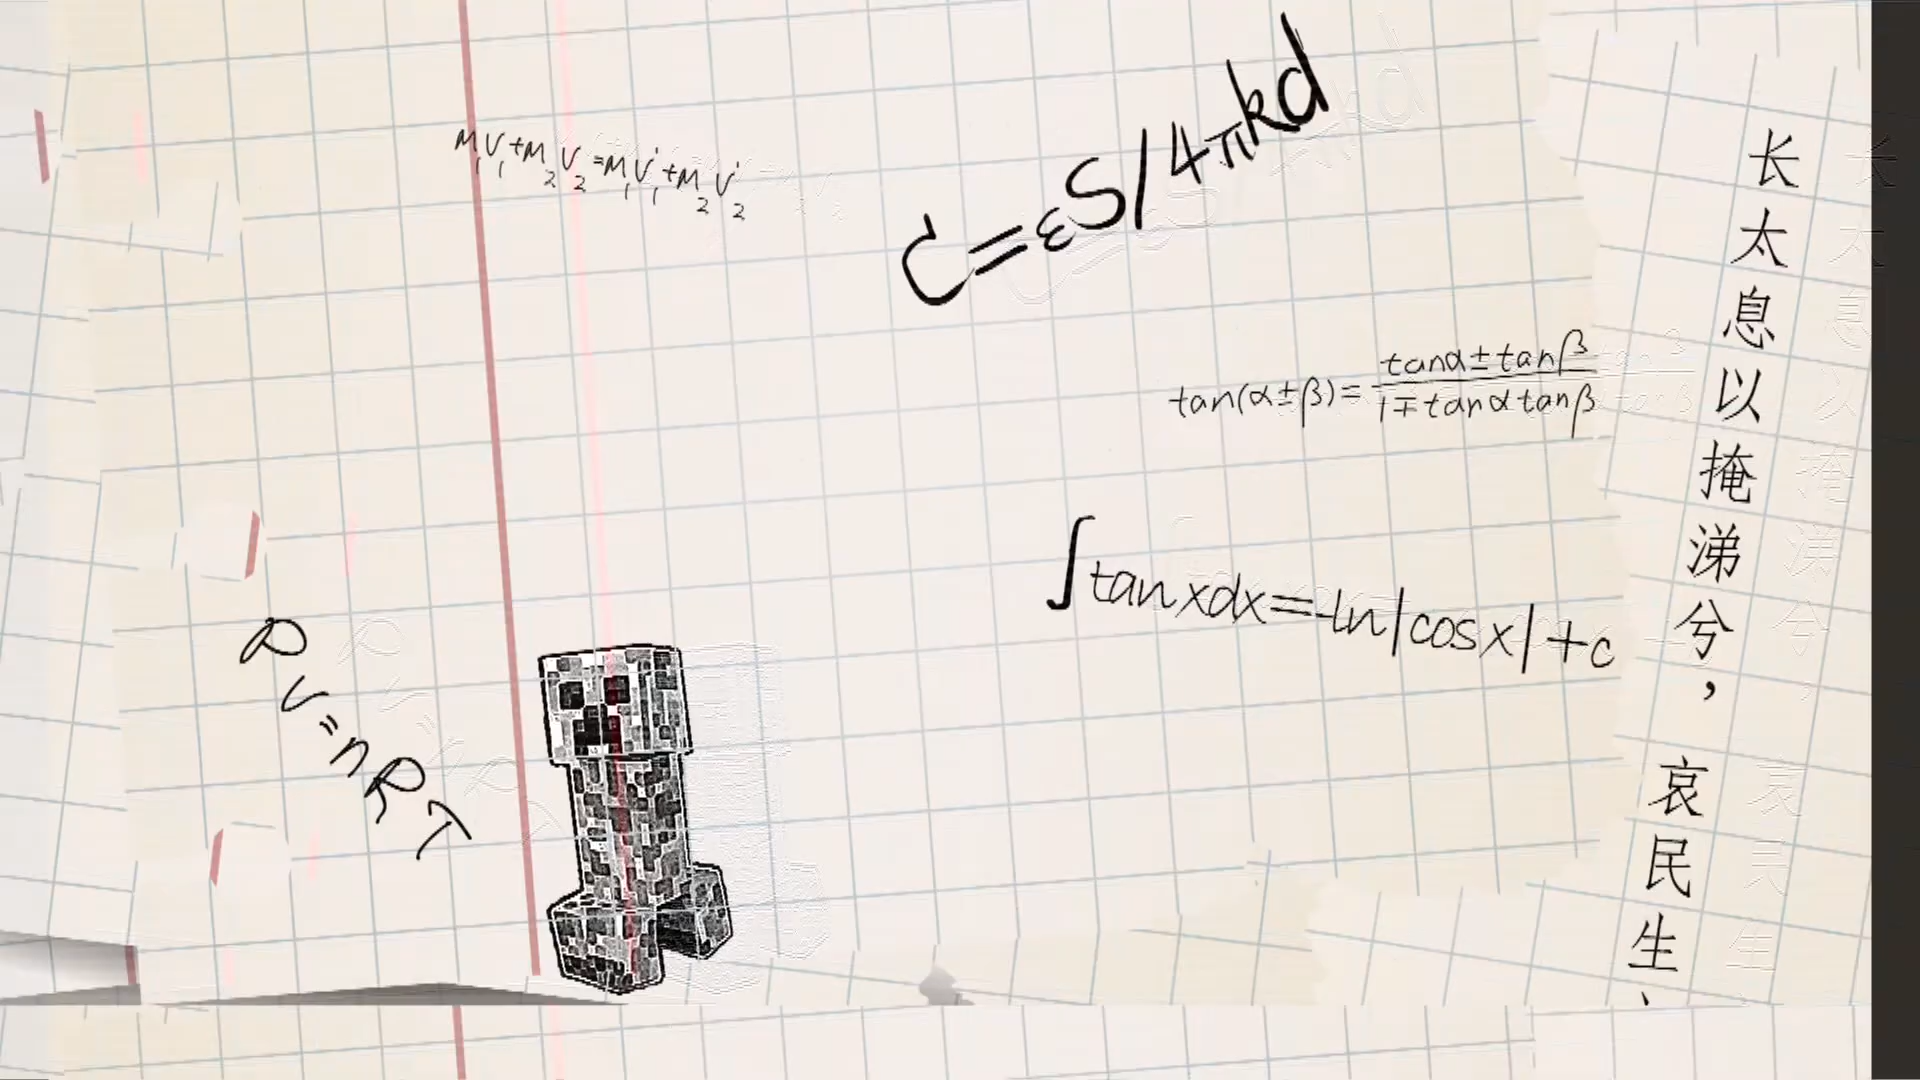 m₁v₁+m₂v₂=m₁v₁'+m₂v₂'
C=εS/4πkd
tan(α±β)=(tanα±tanβ)/(1∓tanαtanβ)
∫tanxdx=-ln|cosx|+c
PV=nRT
长太息以掩涕兮，哀民生